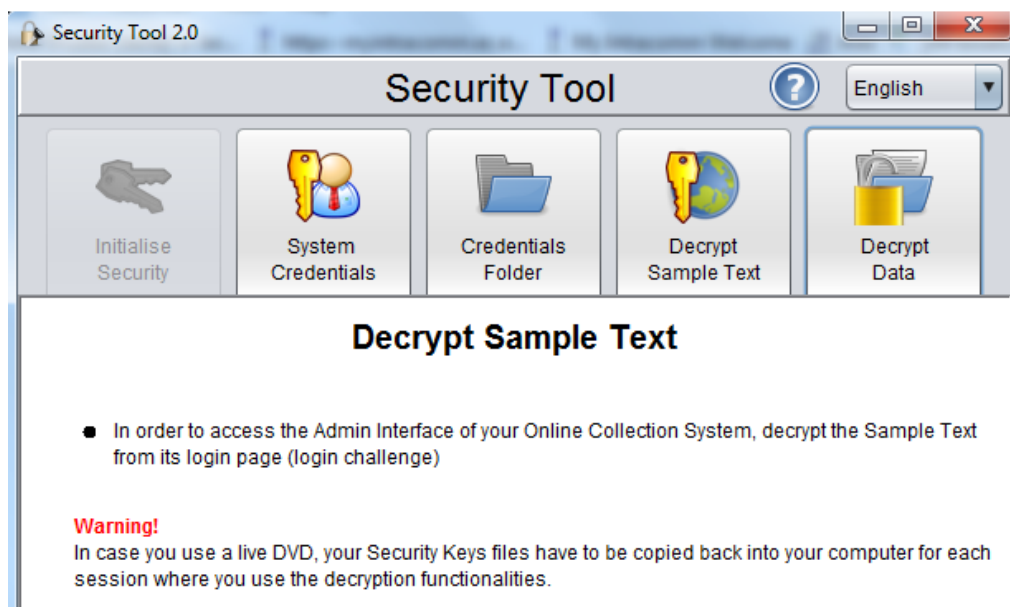 Security Tool 2.0
Security Tool
English
Initialise
Security
System
Credentials
Credentials
Folder
Decrypt
Sample Text
Decrypt
Data
Decrypt Sample Text
In order to access the Admin Interface of your Online Collection System, decrypt the Sample Text
from its login page (login challenge)
Warning!
In case you use a live DVD, your Security Keys files have to be copied back into your computer for each
session where you use the decryption functionalities.